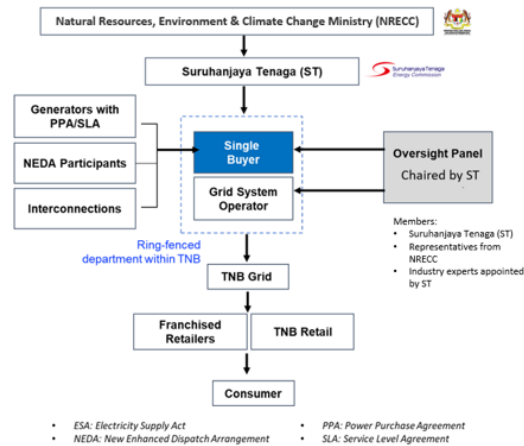 Natural Resources, Environment & Climate Change Ministry (NRECC)
Suruhanjaya Tenaga (ST)
Suruhanjaya Tenaga
Energy Commission
Generators with
PPA/SLA
NEDA Participants
Interconnections
Single
Buyer
Grid System
Operator
Oversight Panel
Chaired by ST
Ring-fenced
department within TNB
Members:
• Suruhanjaya Tenaga (ST)
• Representatives from
NRECC
• Industry experts appointed
by ST
TNB Grid
Franchised
Retailers
TNB Retail
Consumer
• ESA: Electricity Supply Act
• NEDA: New Enhanced Dispatch Arrangement
• PPA: Power Purchase Agreement
• SLA: Service Level Agreement